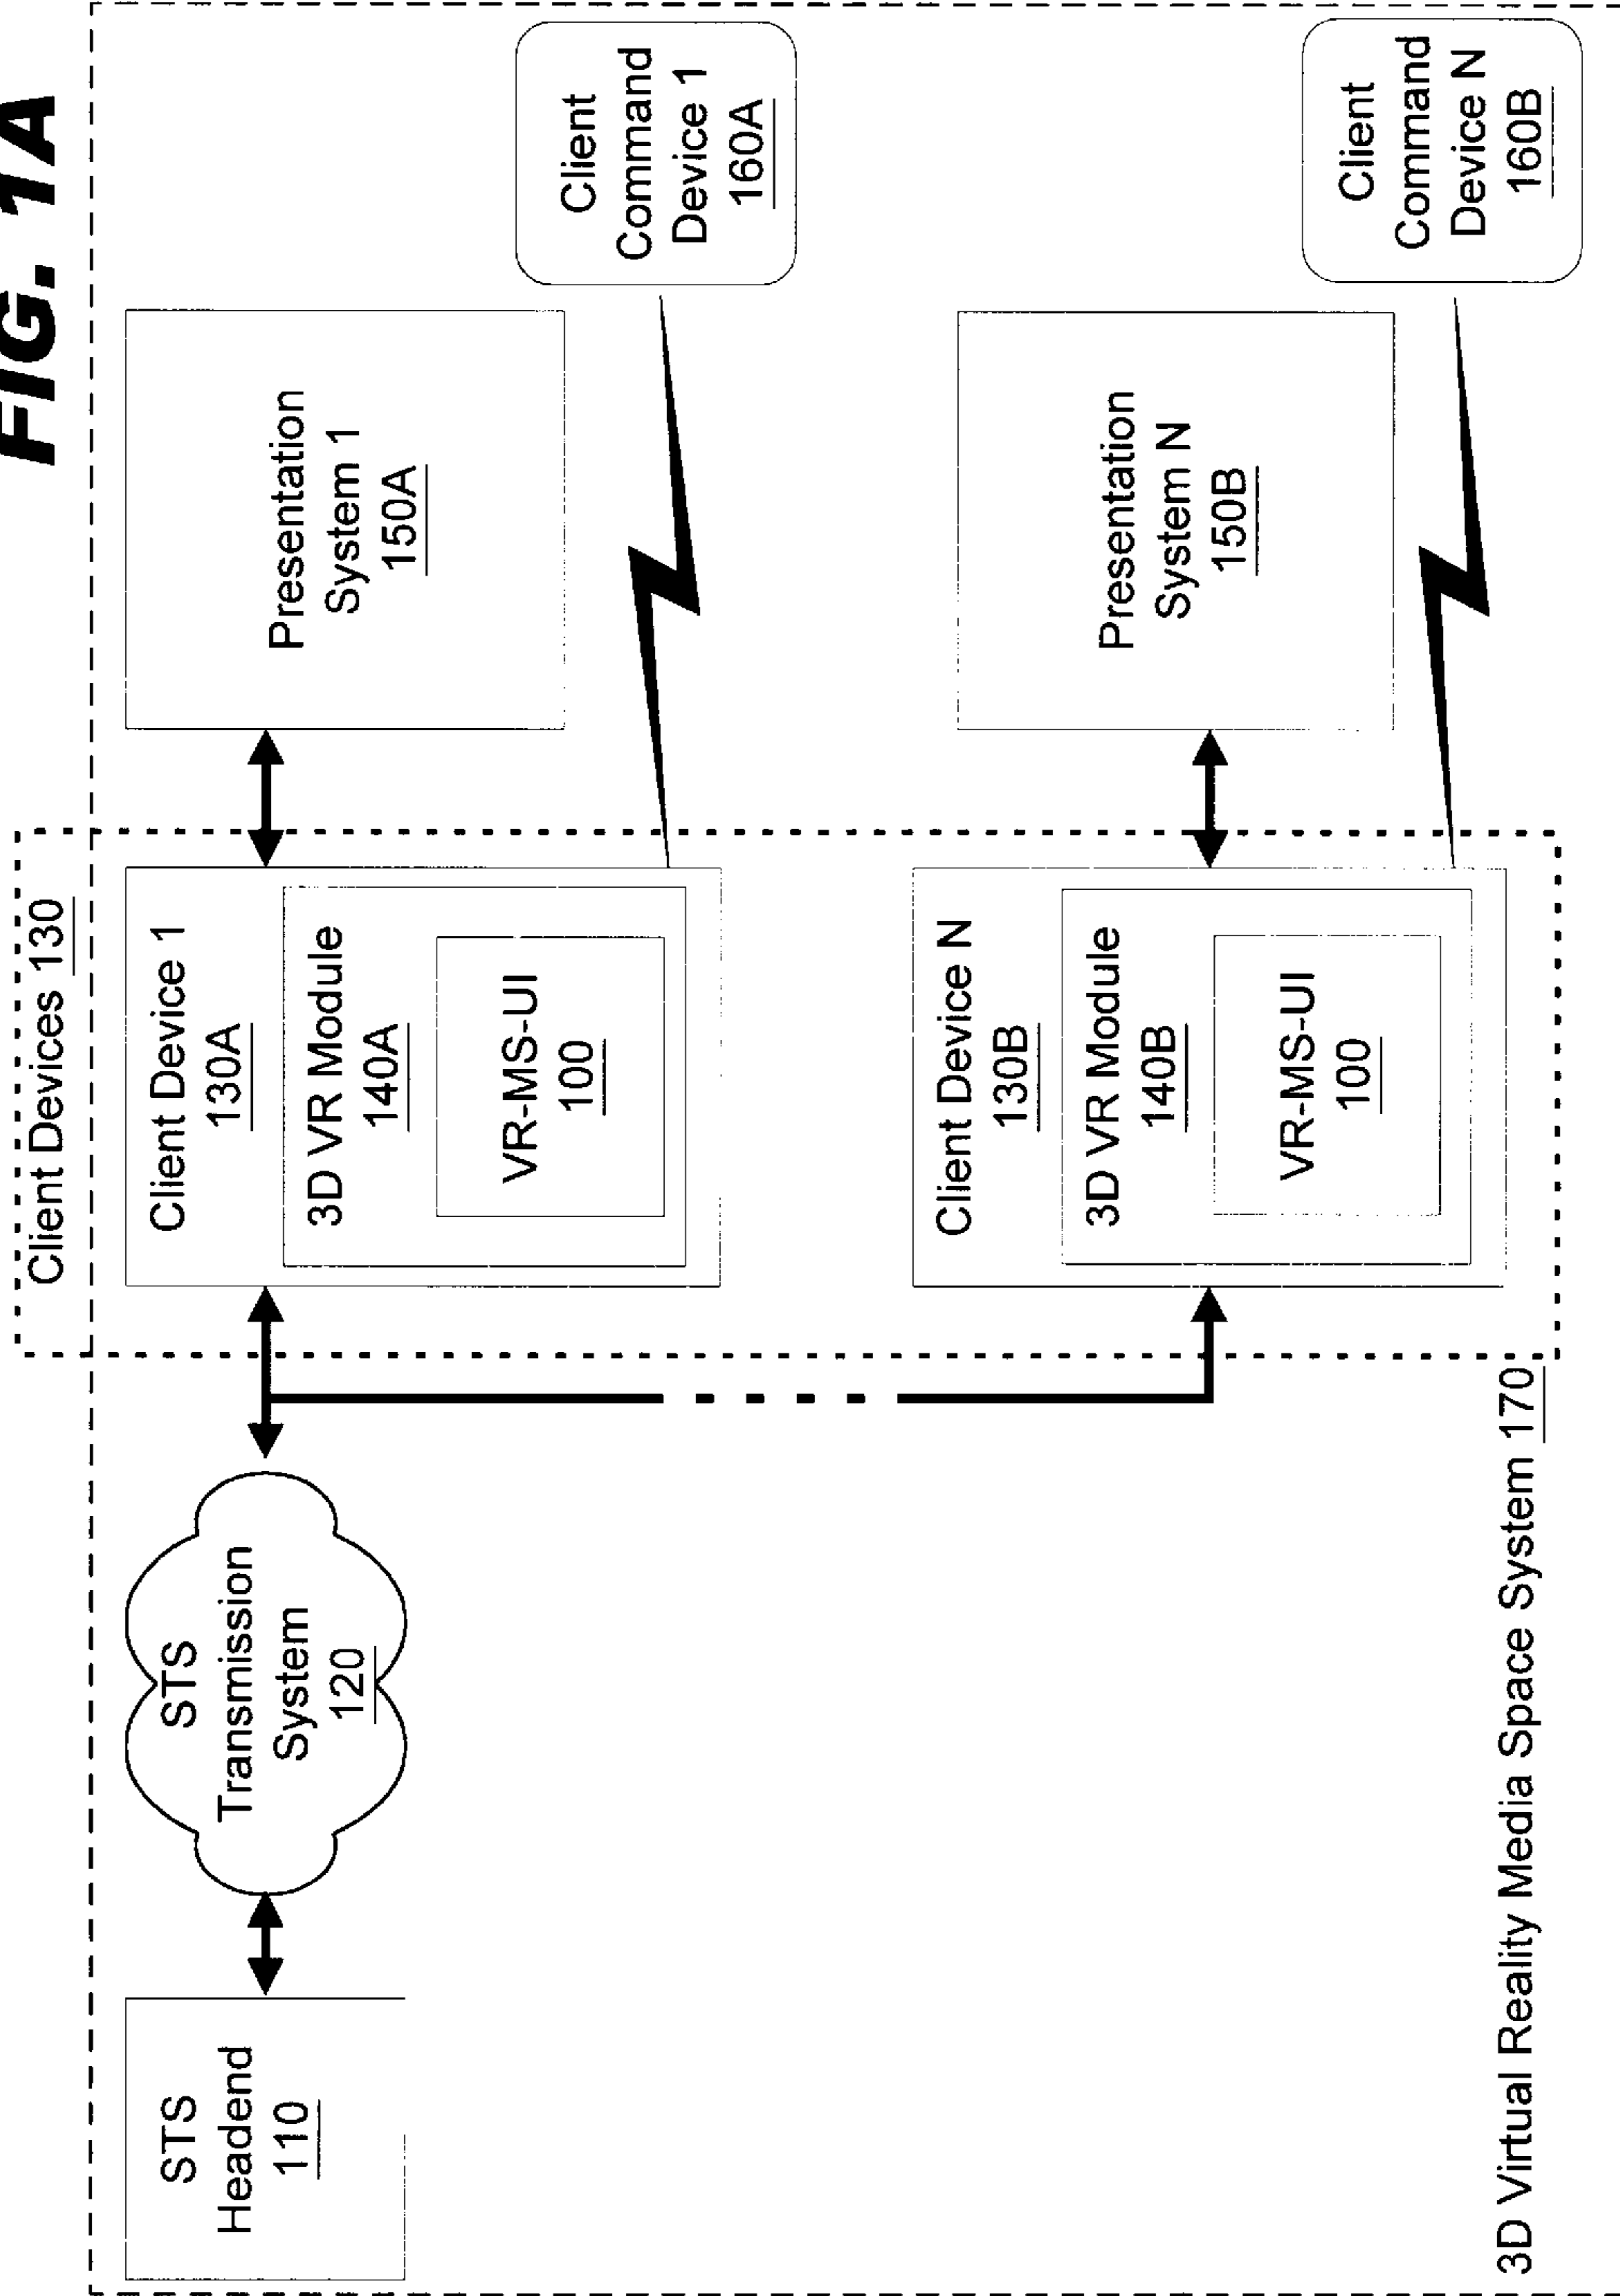 FIG. 1A
Client Devices 130
STS
Headend
110
STS
Transmission
System
120
Client Device 1
130A
3D VR Module
140A
VR-MS-UI
100
Presentation
System 1
150A
Client
Command
Device 1
160A
Client Device N
130B
3D VR Module
140B
VR-MS-UI
100
Presentation
System N
150B
Client
Command
Device N
160B
3D Virtual Reality Media Space System 170